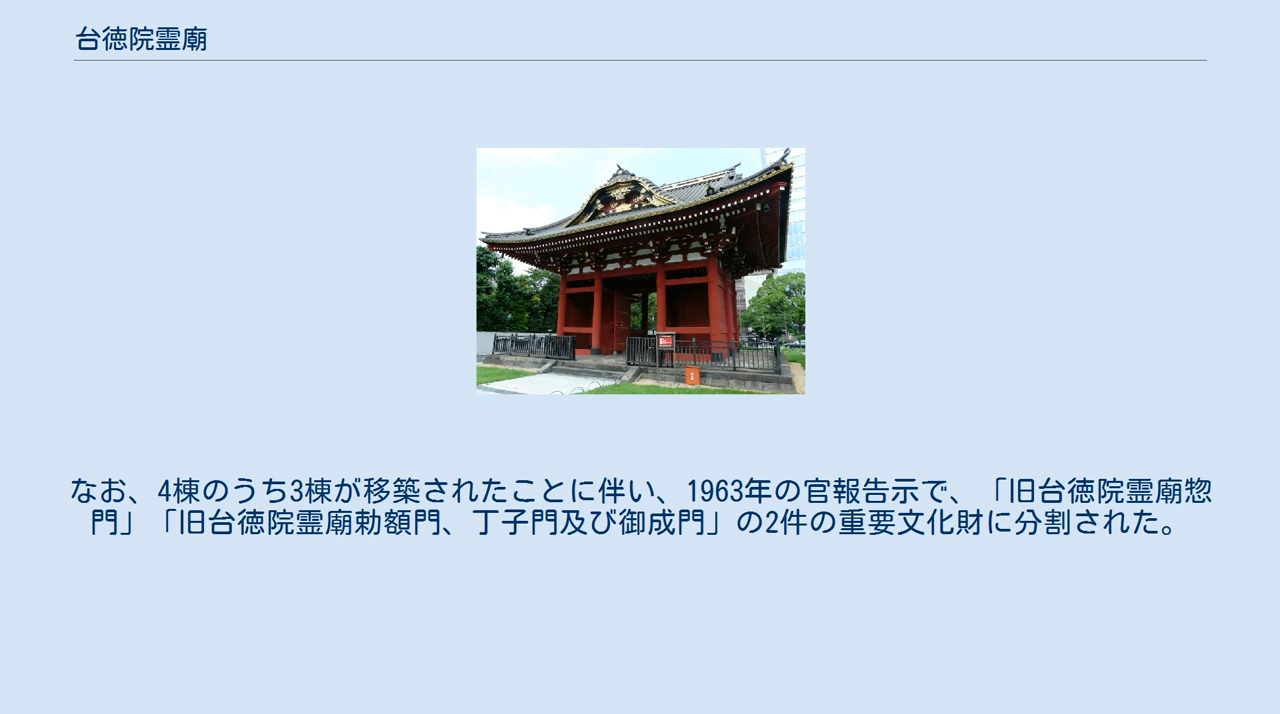 台徳院霊廟
なお、4棟のうち3棟が移築されたことに伴い、1963年の官報告示で、「旧台徳院霊廟惣
門」「旧台徳院霊廟勅額門、丁子門及び御成門」の2件の重要文化財に分割された。